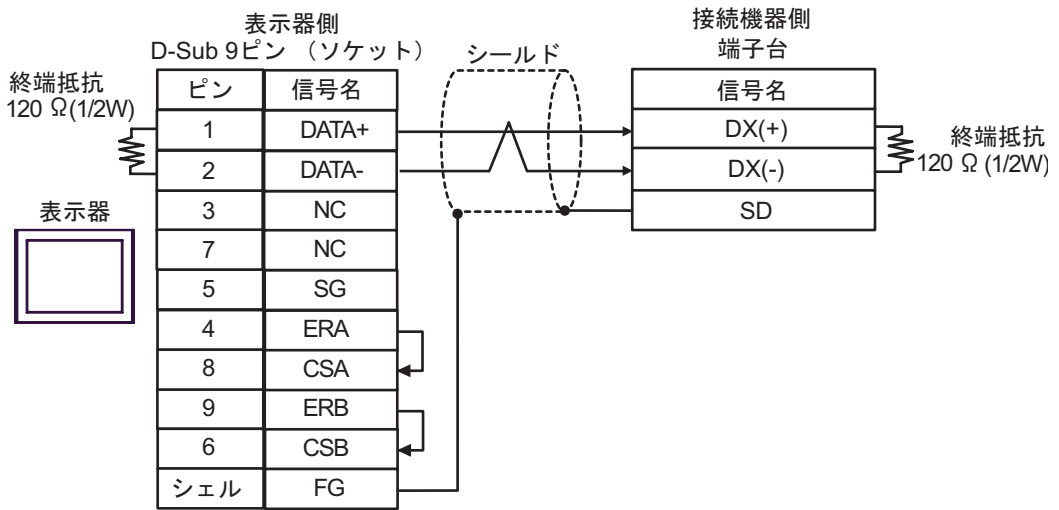 表示器側
D-Sub 9ピン （ソケット）
シールド
接続機器側
端子台
終端抵抗
120 Ω(1/2W)
ピン 信号名
1 DATA+
2 DATA-
3 NC
7 NC
5 SG
4 ERA
8 CSA
9 ERB
6 CSB
シェル FG
表示器
信号名
DX(+)
DX(-)
SD
終端抵抗
120 Ω (1/2W)